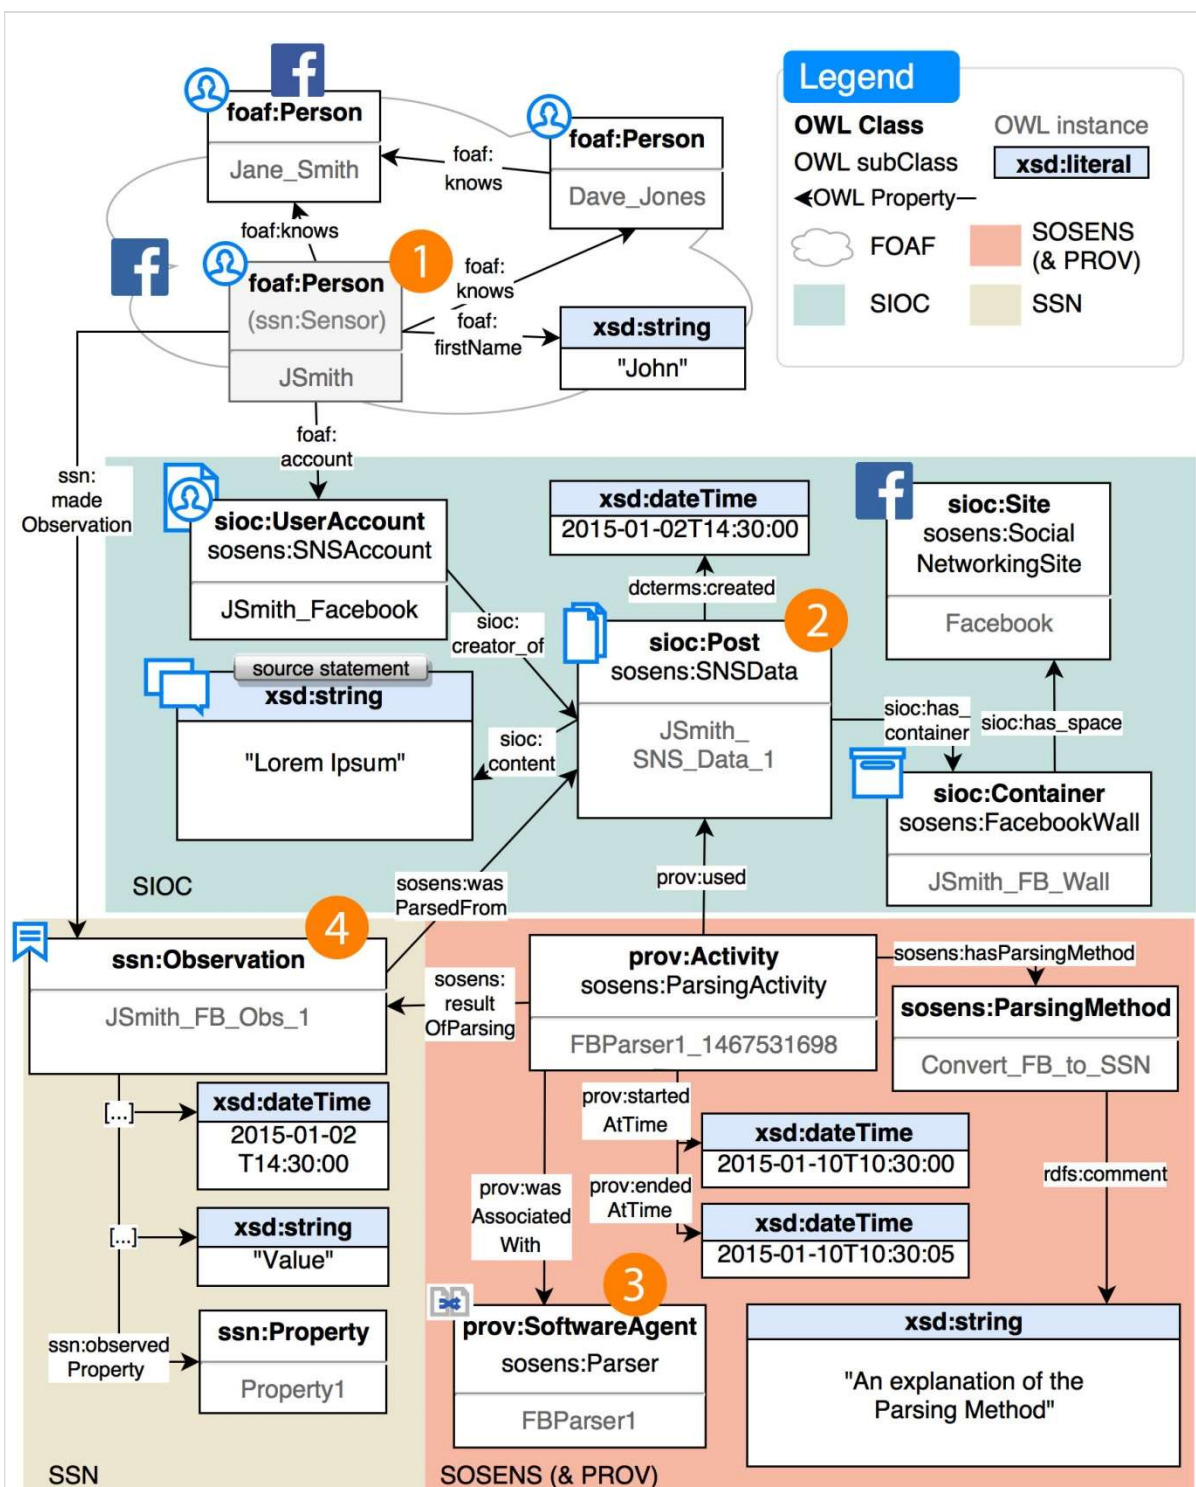 Legend
OWL Class
OWL instance
OWL subClass
xsd:literal
OWL Property
FOAF
SOSENS
(& PROV)
SIOC
SSN
foaf:Person
Jane_Smith
foaf:Person
Dave_Jones
foaf:
knows
foaf:knows
1
foaf:Person
(ssn:Sensor)
JSmith
foaf:
knows
foaf:
firstName
xsd:string
"John"
foaf:
account
ssn:
made
Observation
sioc:UserAccount
sosens:SNSAccount
JSmith_Facebook
xsd:dateTime
2015-01-02T14:30:00
dcterms:created
sioc:Site
sosens:Social
NetworkingSite
Facebook
sioc:
creator_of
2
sioc:Post
sosens:SNSData
JSmith_
SNS_Data_1
source statement
xsd:string
"Lorem Ipsum"
sioc:
content
sioc:has_
container
sioc:has_space
sioc:Container
sosens:FacebookWall
JSmith_FB_Wall
SIOC
sosens:was
ParsedFrom
prov:used
4
ssn:Observation
JSmith_FB_Obs_1
sosens:
result
OfParsing
prov:Activity
sosens:ParsingActivity
FBParser1_1467531698
sosens:hasParsingMethod
sosens:ParsingMethod
Convert_FB_to_SSN
[...]
xsd:dateTime
2015-01-02
T14:30:00
prov:started
AtTime
xsd:dateTime
2015-01-10T10:30:00
rdfs:comment
[...]
xsd:string
"Value"
prov:was
Associated
With
prov:ended
AtTime
xsd:dateTime
2015-01-10T10:30:05
3
ssn:observed
Property
ssn:Property
Property1
prov:SoftwareAgent
sosens:Parser
FBParser1
xsd:string
"An explanation of the
Parsing Method"
SSN
SOSENS (& PROV)